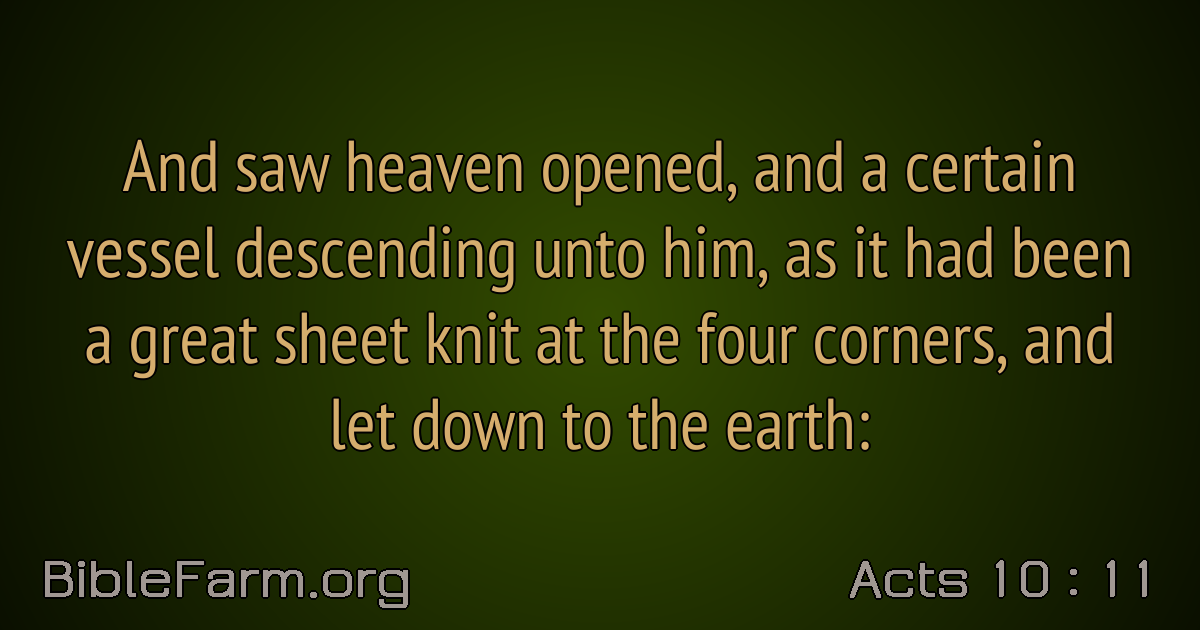 And saw heaven opened, and a certain
vessel descending unto him, as it had been
a great sheet knit at the four corners, and
let down to the earth:
BibleFarm.org
Acts 10 : 11